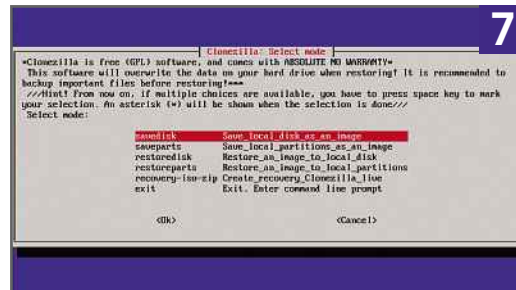 7
Clonezilla: Select mode
*Clonezilla is free (GPL) software, and comes with ABSOLUTE NO WARRANTY*
This software will overwrite the data on your hard drive when restoring! It is recommended to
backup important files before restoring!***
///Hint! From now on, if multiple choices are available, you have to press space key to mark
your selection. An asterisk (*) will be shown when the selection is done///
Select mode:
savedisk Save_local_disk_as_an_image
saveparts Save_local_partitions_as_an_image
restoredisk Restore_an_image_to_local_disk
restoreparts Restore_an_image_to_local_partitions
recovery-iso-zip Create_recovery_Clonezilla_live
exit Exit. Enter command line prompt
<Ok> <Cancel>